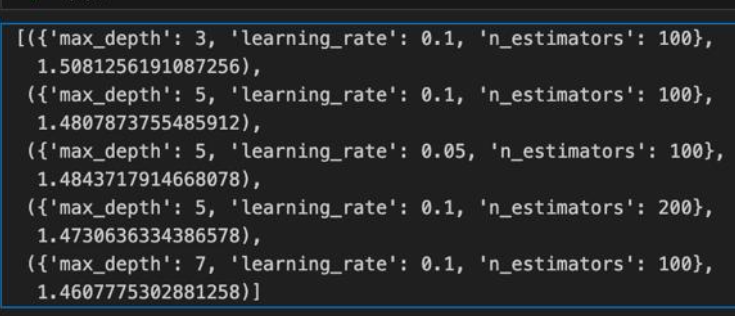 [({'max_depth': 3, 'learning_rate': 0.1, 'n_estimators': 100},
1.5081256191087256),
({'max_depth': 5, 'learning_rate': 0.1, 'n_estimators': 100},
1.4807873755485912),
({'max_depth': 5, 'learning_rate': 0.05, 'n_estimators': 100},
1.4843717914668078),
({'max_depth': 5, 'learning_rate': 0.1, 'n_estimators': 200},
1.4730636334386578),
({'max_depth': 7, 'learning_rate': 0.1, 'n_estimators': 100},
1.4607775302881258)]